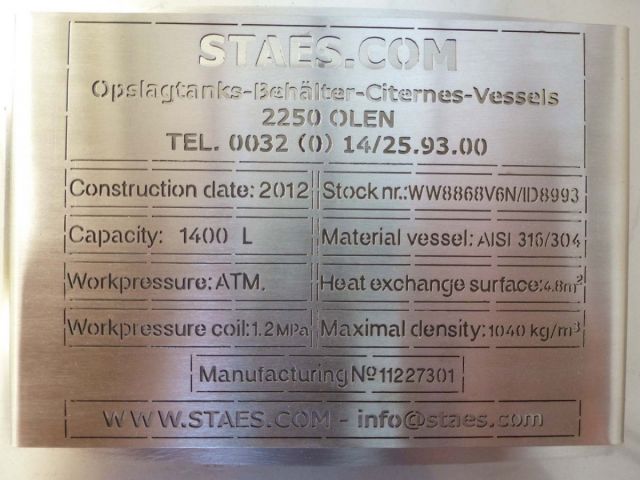 STAES.COM
Opslagtanks-Behälter-Citernes-Vessels
2250 OLEN
TEL. 0032 (0) 14/25.93.00
Construction date: 2012 Stock nr.:WW8868V6N/ID8993
Capacity: 1400 L Material vessel: AISI 316/304
Workpressure: ATM. Heat exchange surface:4.8m²
Workpressure coil:1.2MPa Maximal density: 1040 kg/m³
Manufacturing Nº11227301
WWW.STAES.COM - info@staes.com